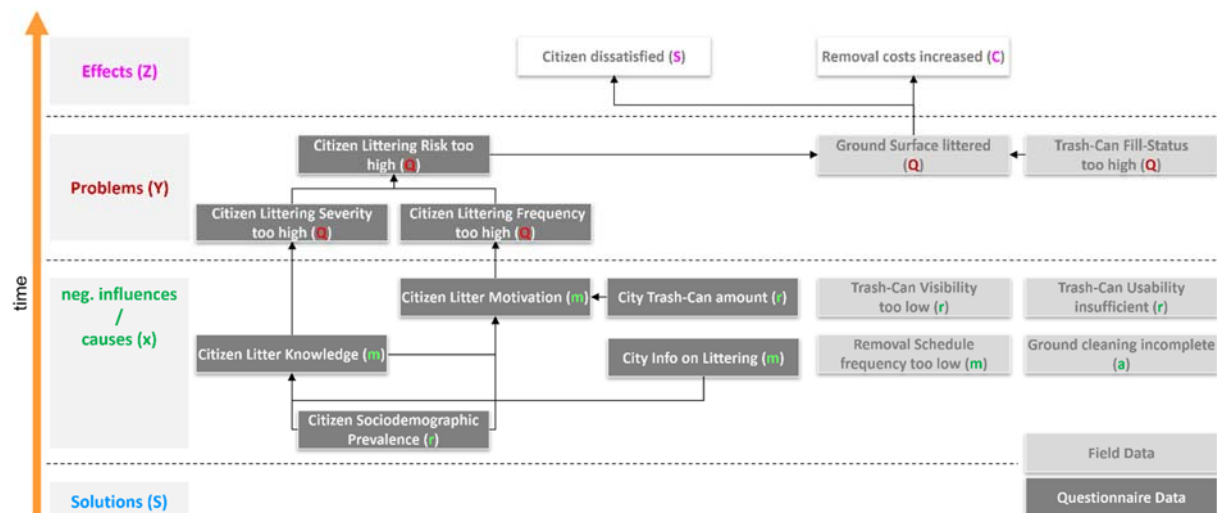 Effects (Z)
Citizen dissatisfied (S)
Removal costs increased (C)
Problems (Y)
Citizen Littering Risk too
high (Q)
Ground Surface littered
(Q)
Trash-Can Fill-Status
too high (Q)
Citizen Littering Severity
too high (Q)
Citizen Littering Frequency
too high (Q)
time
neg. influences
/
causes (x)
Citizen Litter Motivation (m)
City Trash-Can amount (r)
Trash-Can Visibility
too low (r)
Trash-Can Usability
insufficient (r)
Citizen Litter Knowledge (m)
City Info on Littering (m)
Removal Schedule
frequency too low (m)
Ground cleaning incomplete
(a)
Citizen Sociodemographic
Prevalence (r)
Field Data
Solutions (S)
Questionnaire Data